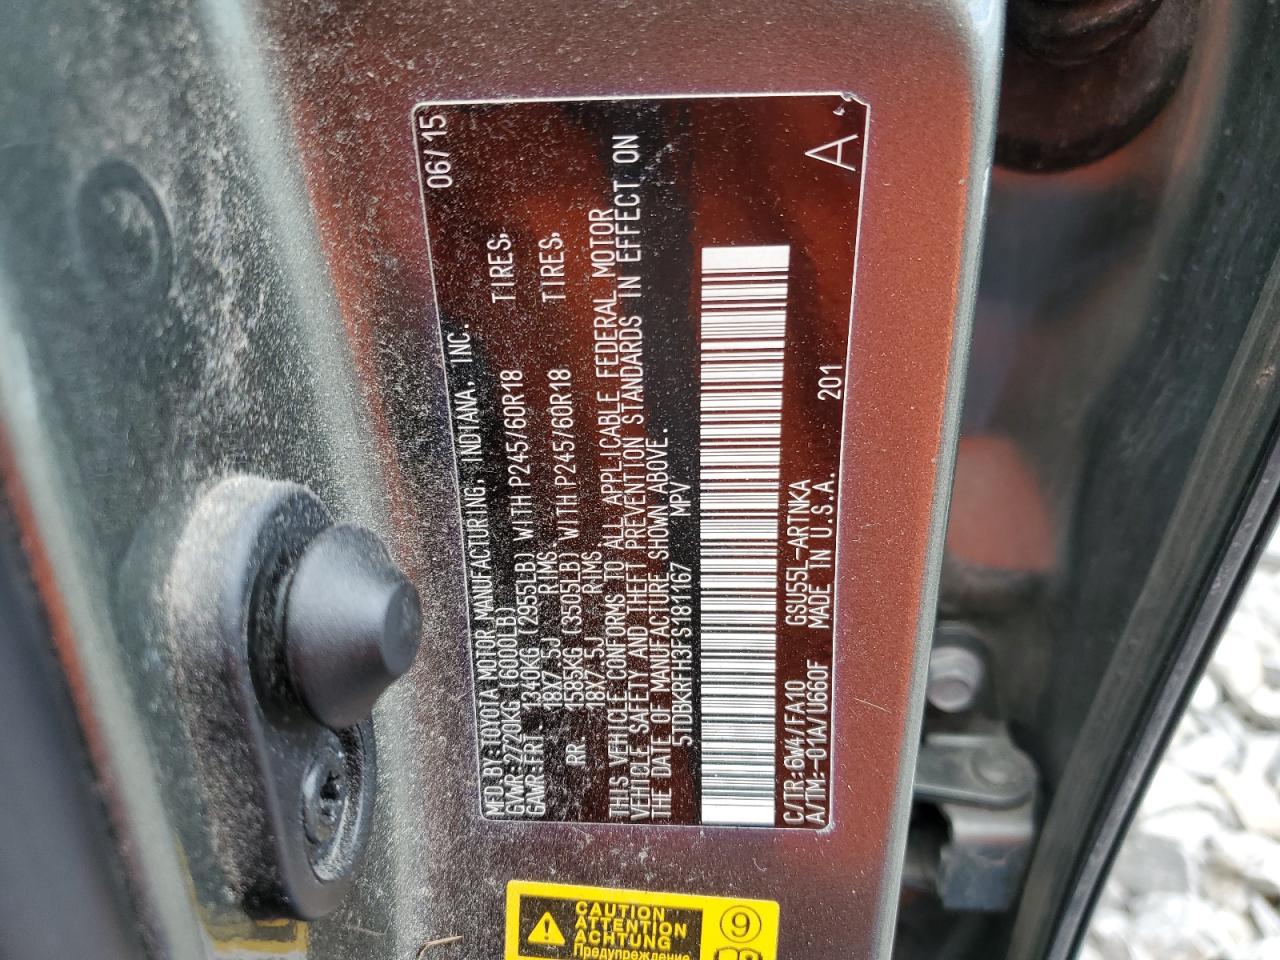 06/15
MFD.BY:TOYOTA MOTOR MANUFACTURING, INDIANA, INC.
GVWR:2720KG (6000LB)
GAWR:FRT 1340KG (2955LB) WITH P245/60R18 TIRES,
18X7.5J RIMS
RR 1585KG (3505LB) WITH P245/60R18 TIRES,
18X7.5J RIMS
THIS VEHICLE CONFORMS TO ALL APPLICABLE FEDERAL MOTOR
VEHICLE SAFETY AND THEFT PREVENTION STANDARDS IN EFFECT ON
THE DATE OF MANUFACTURE SHOWN ABOVE.
5TDBKRFH3FS181167 MPV
C/TR:6W4/FA10 GSU55L-ARTNKA
A/TM:-01A/U660F MADE IN U.S.A. 201
A
CAUTION
ATTENTION
ACHTUNG
Предупреждение
9